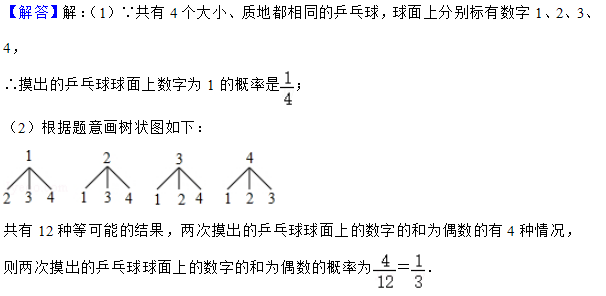 【解答】解：（1）∵共有 4 个大小、质地都相同的乒乓球，球面上分别标有数字 1、2、3、
4，
∴摸出的乒乓球球面上数字为 1 的概率是1/4；
（2）根据题意画树状图如下：
1 2 3 4
2 3 4 1 3 4 1 2 4 1 2 3
共有 12 种等可能的结果，两次摸出的乒乓球球面上的数字的和为偶数的有 4 种情况，
则两次摸出的乒乓球球面上的数字的和为偶数的概率为4/12=1/3．